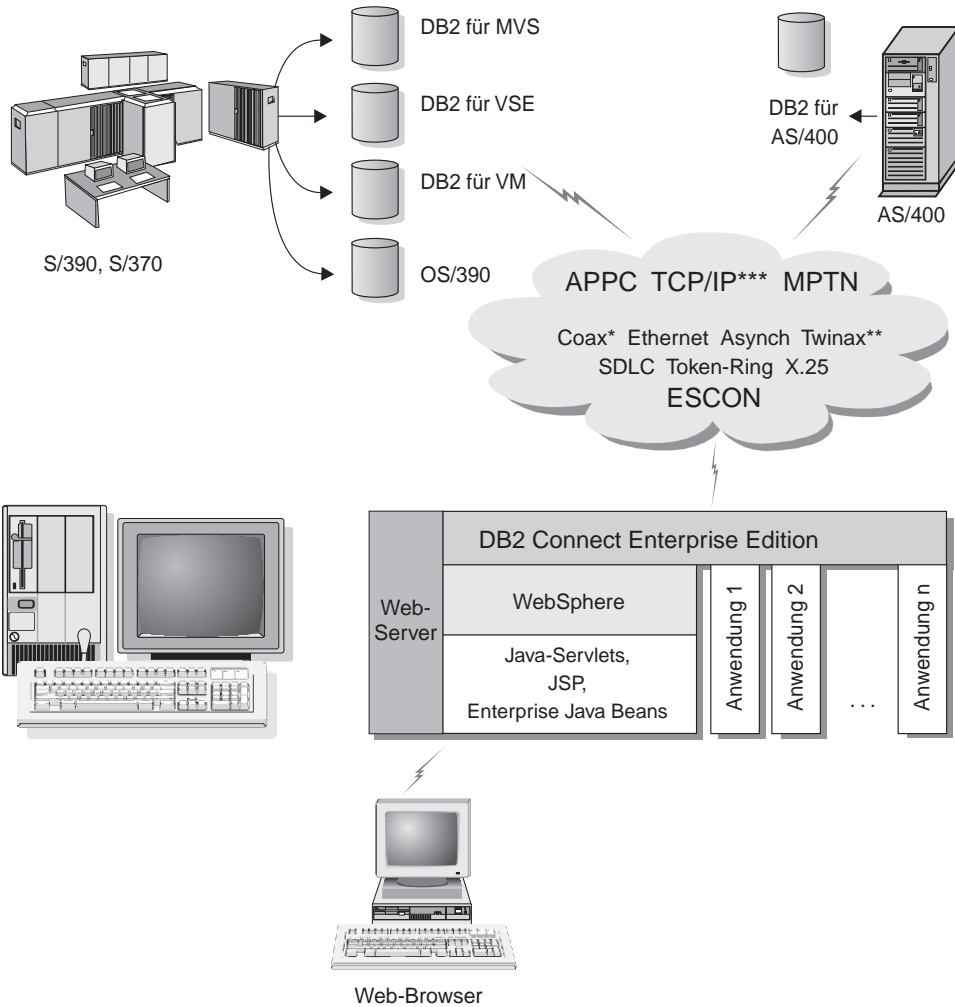 DB2 für MVS
DB2 für VSE
DB2 für VM
OS/390
S/390, S/370
DB2 für
AS/400
AS/400
APPC TCP/IP*** MPTN
Coax* Ethernet Asynch Twinax**
SDLC Token-Ring X.25
ESCON
DB2 Connect Enterprise Edition
Web-
Server
WebSphere
Java-Servlets,
JSP,
Enterprise Java Beans
Anwendung 1
Anwendung 2
...
Anwendung n
Web-Browser